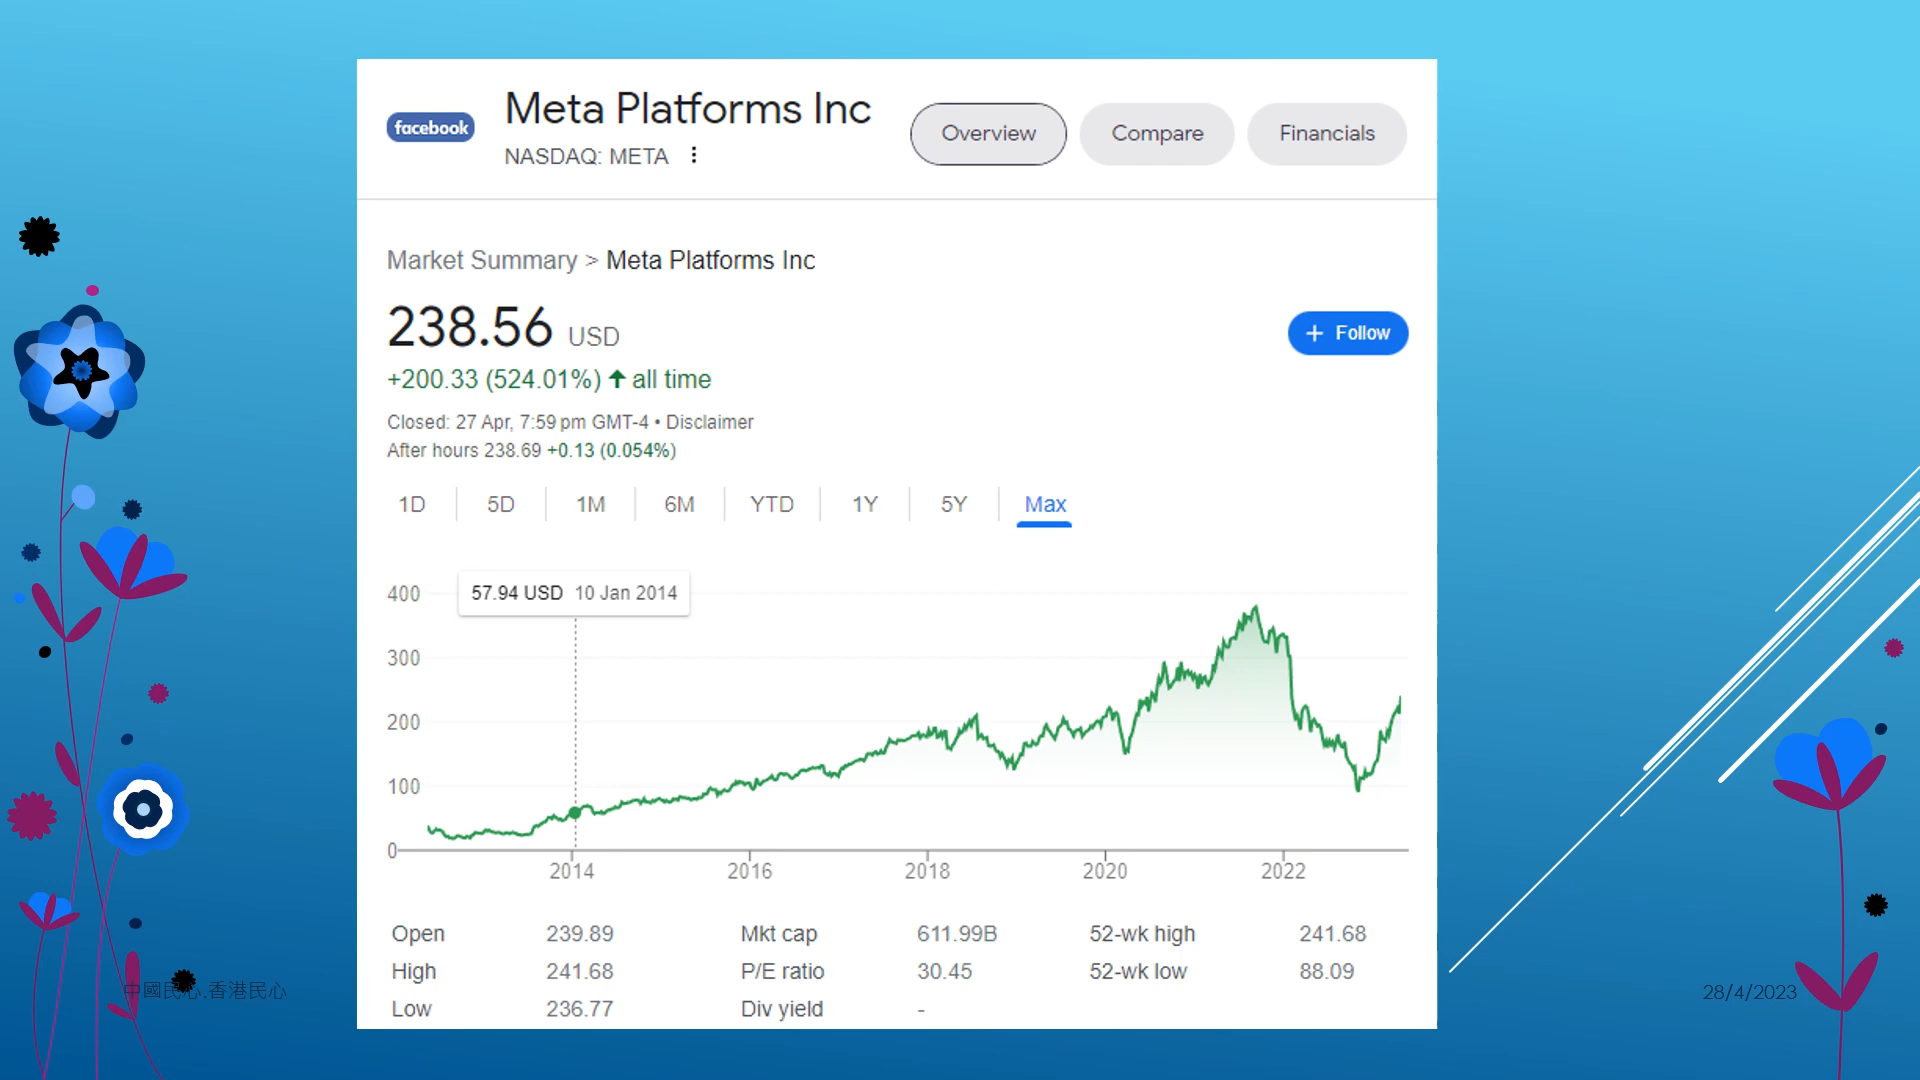 facebook
Meta Platforms Inc
NASDAQ: META
Overview
Compare
Financials
Market Summary > Meta Platforms Inc
238.56 USD
+ Follow
+200.33 (524.01%) ↑ all time
Closed: 27 Apr, 7:59 pm GMT-4 • Disclaimer
After hours 238.69 +0.13 (0.054%)
1D 5D 1M 6M YTD 1Y 5Y Max
57.94 USD 10 Jan 2014
400
300
200
100
0
2014 2016 2018 2020 2022
Open 239.89 Mkt cap 611.99B 52-wk high 241.68
High 241.68 P/E ratio 30.45 52-wk low 88.09
Low 236.77 Div yield -
中國民心.香港民心
28/4/2023